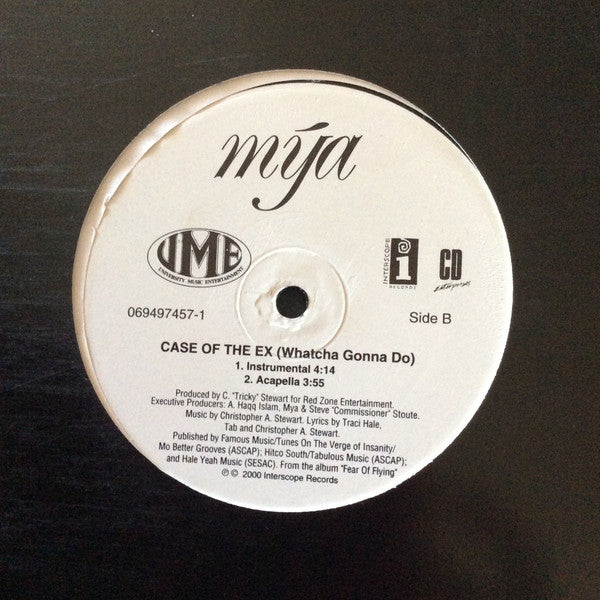 mýa
UME
UNIVERSITY MUSIC ENTERTAINMENT
INTERSCOPE
i
RECORDS
CD
Enterprises
069497457-1
Side B
CASE OF THE EX (Whatcha Gonna Do)
1. Instrumental 4:14
2. Acapella 3:55
Produced by C. "Tricky" Stewart for Red Zone Entertainment.
Executive Producers: A. Haqq Islam, Mya & Steve "Commissioner" Stoute.
Music by Christopher A. Stewart. Lyrics by Traci Hale,
Tab and Christopher A. Stewart.
Published by Famous Music/Tunes On The Verge of Insanity/
Mo Better Grooves (ASCAP); Hitco South/Tabulous Music (ASCAP);
and Hale Yeah Music (SESAC). From the album "Fear Of Flying"
℗ © 2000 Interscope Records